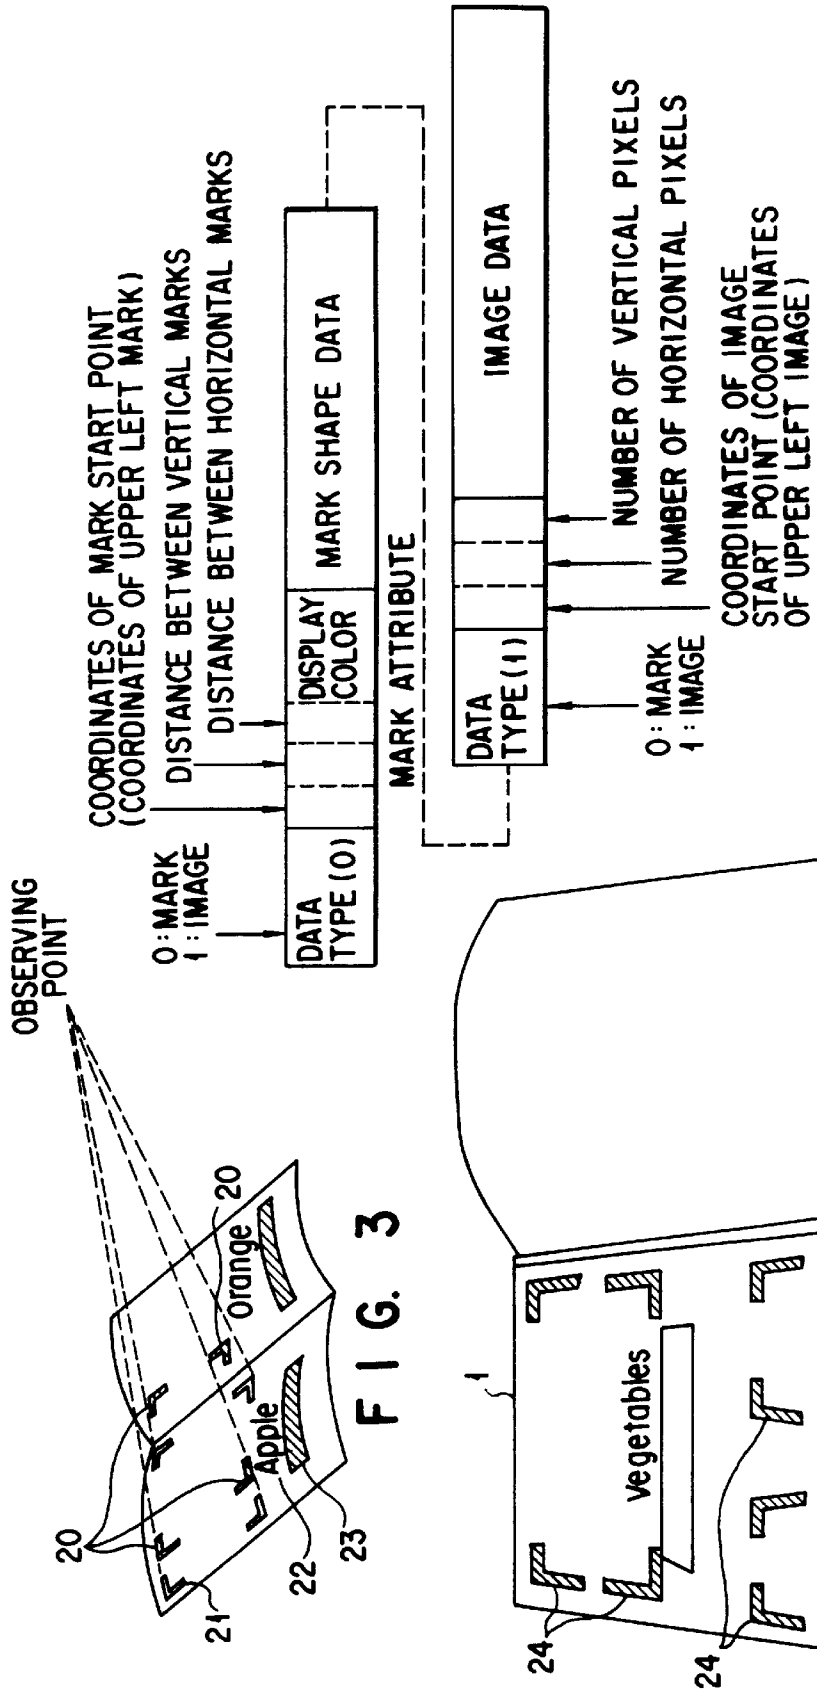 OBSERVING
POINT
20
20
21
22
23
Apple
Orange
FIG. 3
0:MARK
1:IMAGE
COORDINATES OF MARK START POINT
(COORDINATES OF UPPER LEFT MARK)
DISTANCE BETWEEN VERTICAL MARKS
DISTANCE BETWEEN HORIZONTAL MARKS
DATA
TYPE(0)
DISPLAY
COLOR
MARK SHAPE DATA
MARK ATTRIBUTE
DATA
TYPE(1)
IMAGE DATA
0:MARK
1:IMAGE
NUMBER OF VERTICAL PIXELS
NUMBER OF HORIZONTAL PIXELS
COORDINATES OF IMAGE
START POINT (COORDINATES
OF UPPER LEFT IMAGE)
1
Vegetables
24
24
24